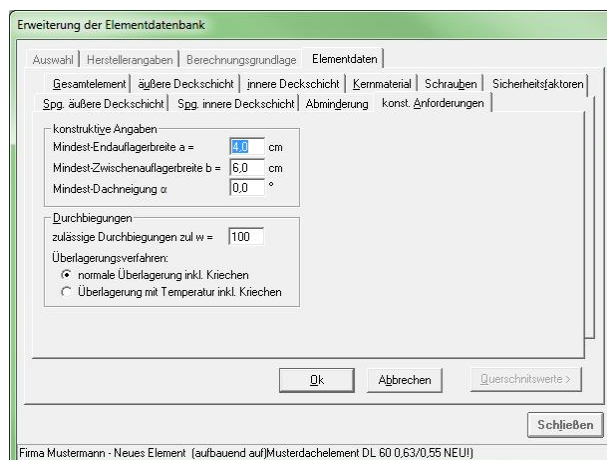 Erweiterung der Elementdatenbank
Auswahl Herstellerangaben Berechnungsgrundlage Elementdaten
Gesamtelement äußere Deckschicht innere Deckschicht Kernmaterial Schrauben Sicherheitsfaktoren
Spg. äußere Deckschicht Spg. innere Deckschicht Abminderung konst. Anforderungen
konstruktive Angaben
Mindest-Endauflagerbreite a = 4,0 cm
Mindest-Zwischenauflagerbreite b = 6,0 cm
Mindest-Dachneigung α 0,0 °
Durchbiegungen
zulässige Durchbiegungen zul w = 100
Überlagerungsverfahren:
normale Überlagerung inkl. Kriechen
Überlagerung mit Temperatur inkl. Kriechen
Ok Abbrechen Querschnittswerte >
Schließen
Firma Mustermann - Neues Element (aufbauend auf)Musterdachelement DL 60 0,63/0,55 NEU!)